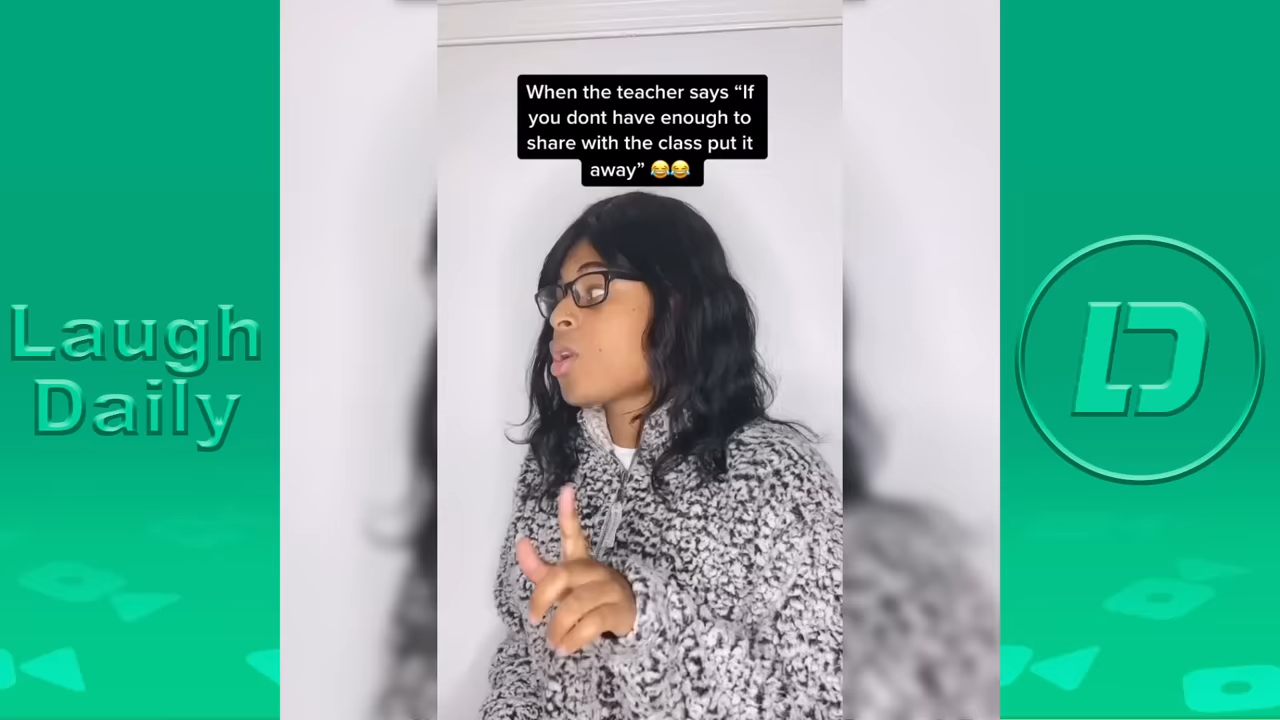 When the teacher says “If
you dont have enough to
share with the class put it
away” 😂😂
Laugh
Daily
LD